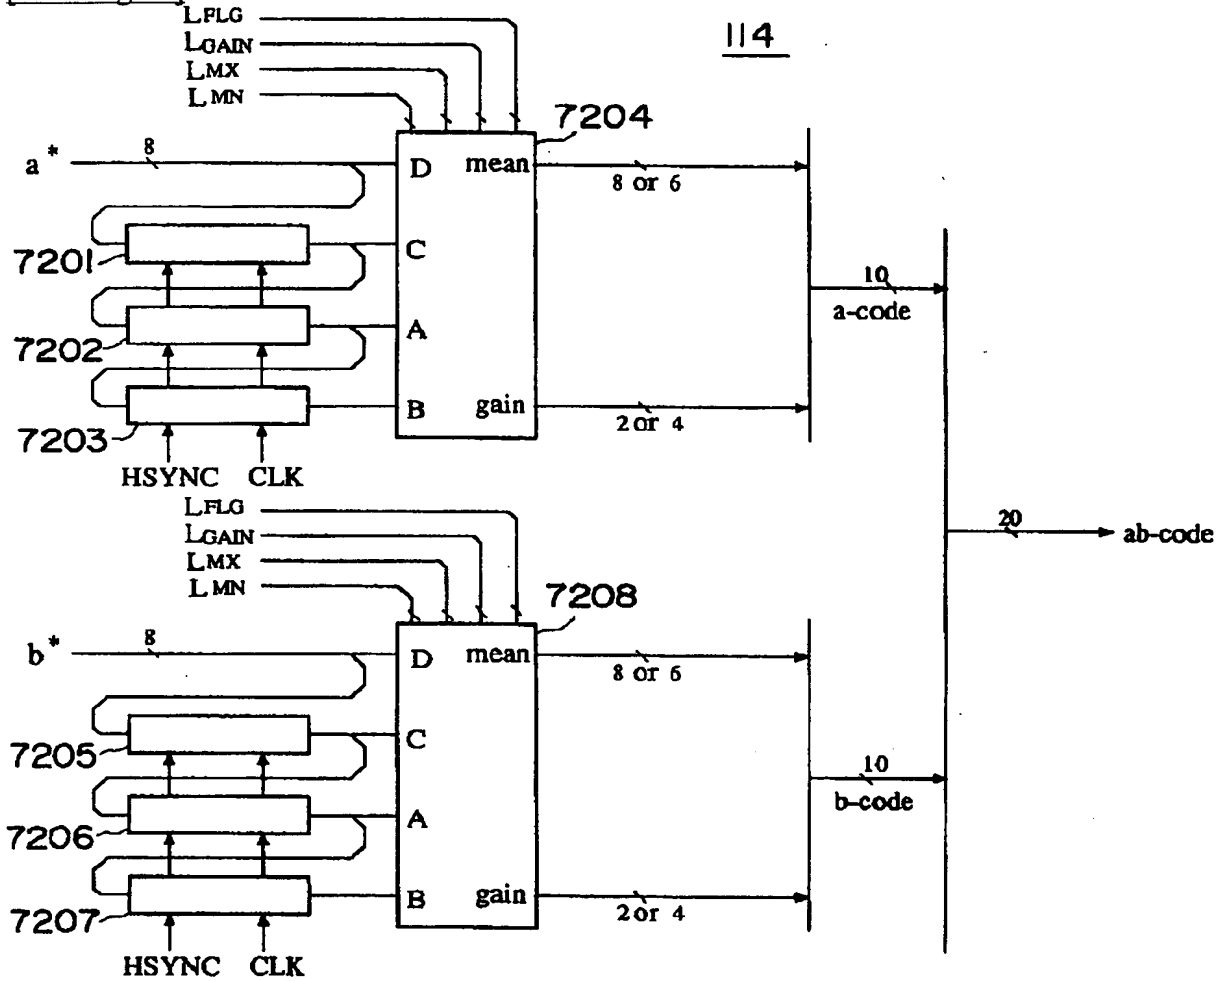 LFLG
LGAIN
LMX
LMN
114
7204
a*
8
D
mean
8 or 6
7201
C
10
a-code
7202
A
7203
B
gain
2 or 4
HSYNC CLK
LFLG
LGAIN
LMX
LMN
20
ab-code
7208
b*
8
D
mean
8 or 6
7205
C
10
b-code
7206
A
7207
B
gain
2 or 4
HSYNC CLK